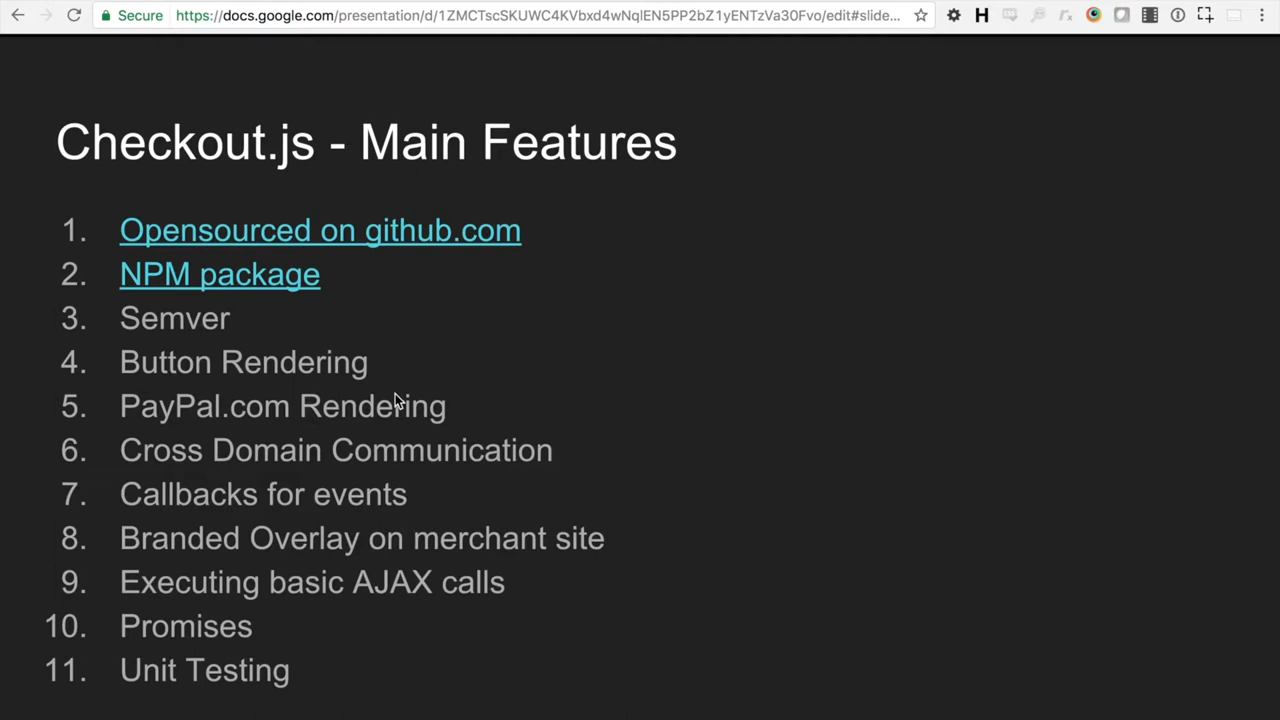 Secure
https://docs.google.com/presentation/d/1ZMCTscSKUWC4KVbxd4wNqlEN5PP2bZ1yENTzVa30Fvo/edit#slide...
Checkout.js - Main Features
1. Opensourced on github.com
2. NPM package
3. Semver
4. Button Rendering
5. PayPal.com Rendering
6. Cross Domain Communication
7. Callbacks for events
8. Branded Overlay on merchant site
9. Executing basic AJAX calls
10. Promises
11. Unit Testing